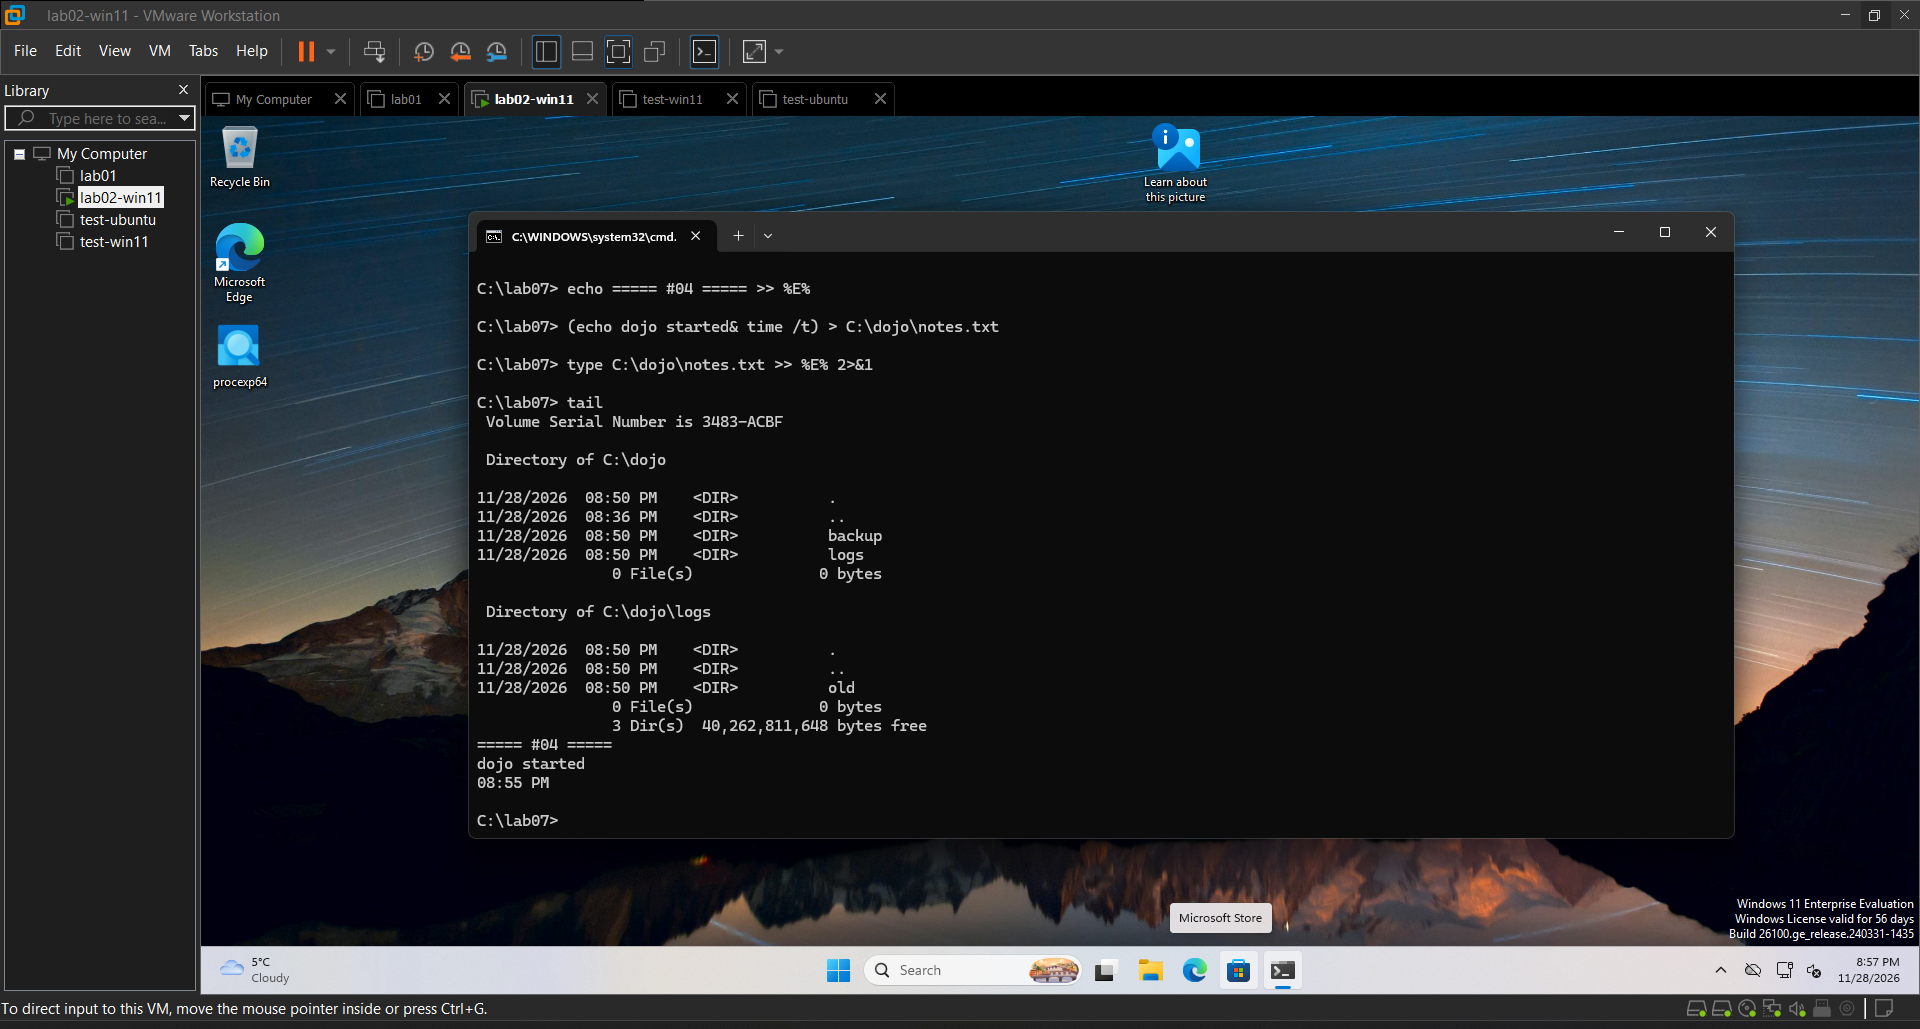 lab02-win11 - VMware Workstation
File Edit View VM Tabs Help
Library
Type here to sea...
My Computer
lab01
lab02-win11
test-ubuntu
test-win11
My Computer
lab01
lab02-win11
test-win11
test-ubuntu
Recycle Bin
Microsoft
Edge
procexp64
Learn about
this picture
C:\WINDOWS\system32\cmd.
C:\lab07> echo ===== #04 ===== >> %E%
C:\lab07> (echo dojo started& time /t) > C:\dojo\notes.txt
C:\lab07> type C:\dojo\notes.txt >> %E% 2>&1
C:\lab07> tail
Volume Serial Number is 3483-ACBF
Directory of C:\dojo
11/28/2026 08:50 PM <DIR> .
11/28/2026 08:36 PM <DIR> ..
11/28/2026 08:50 PM <DIR> backup
11/28/2026 08:50 PM <DIR> logs
0 File(s) 0 bytes
Directory of C:\dojo\logs
11/28/2026 08:50 PM <DIR> .
11/28/2026 08:50 PM <DIR> ..
11/28/2026 08:50 PM <DIR> old
0 File(s) 0 bytes
3 Dir(s) 40,262,811,648 bytes free
===== #04 =====
dojo started
08:55 PM
C:\lab07>
Microsoft Store
Windows 11 Enterprise Evaluation
Windows License valid for 56 days
Build 26100.ge_release.240331-1435
5°C
Cloudy
Search
8:57 PM
11/28/2026
To direct input to this VM, move the mouse pointer inside or press Ctrl+G.